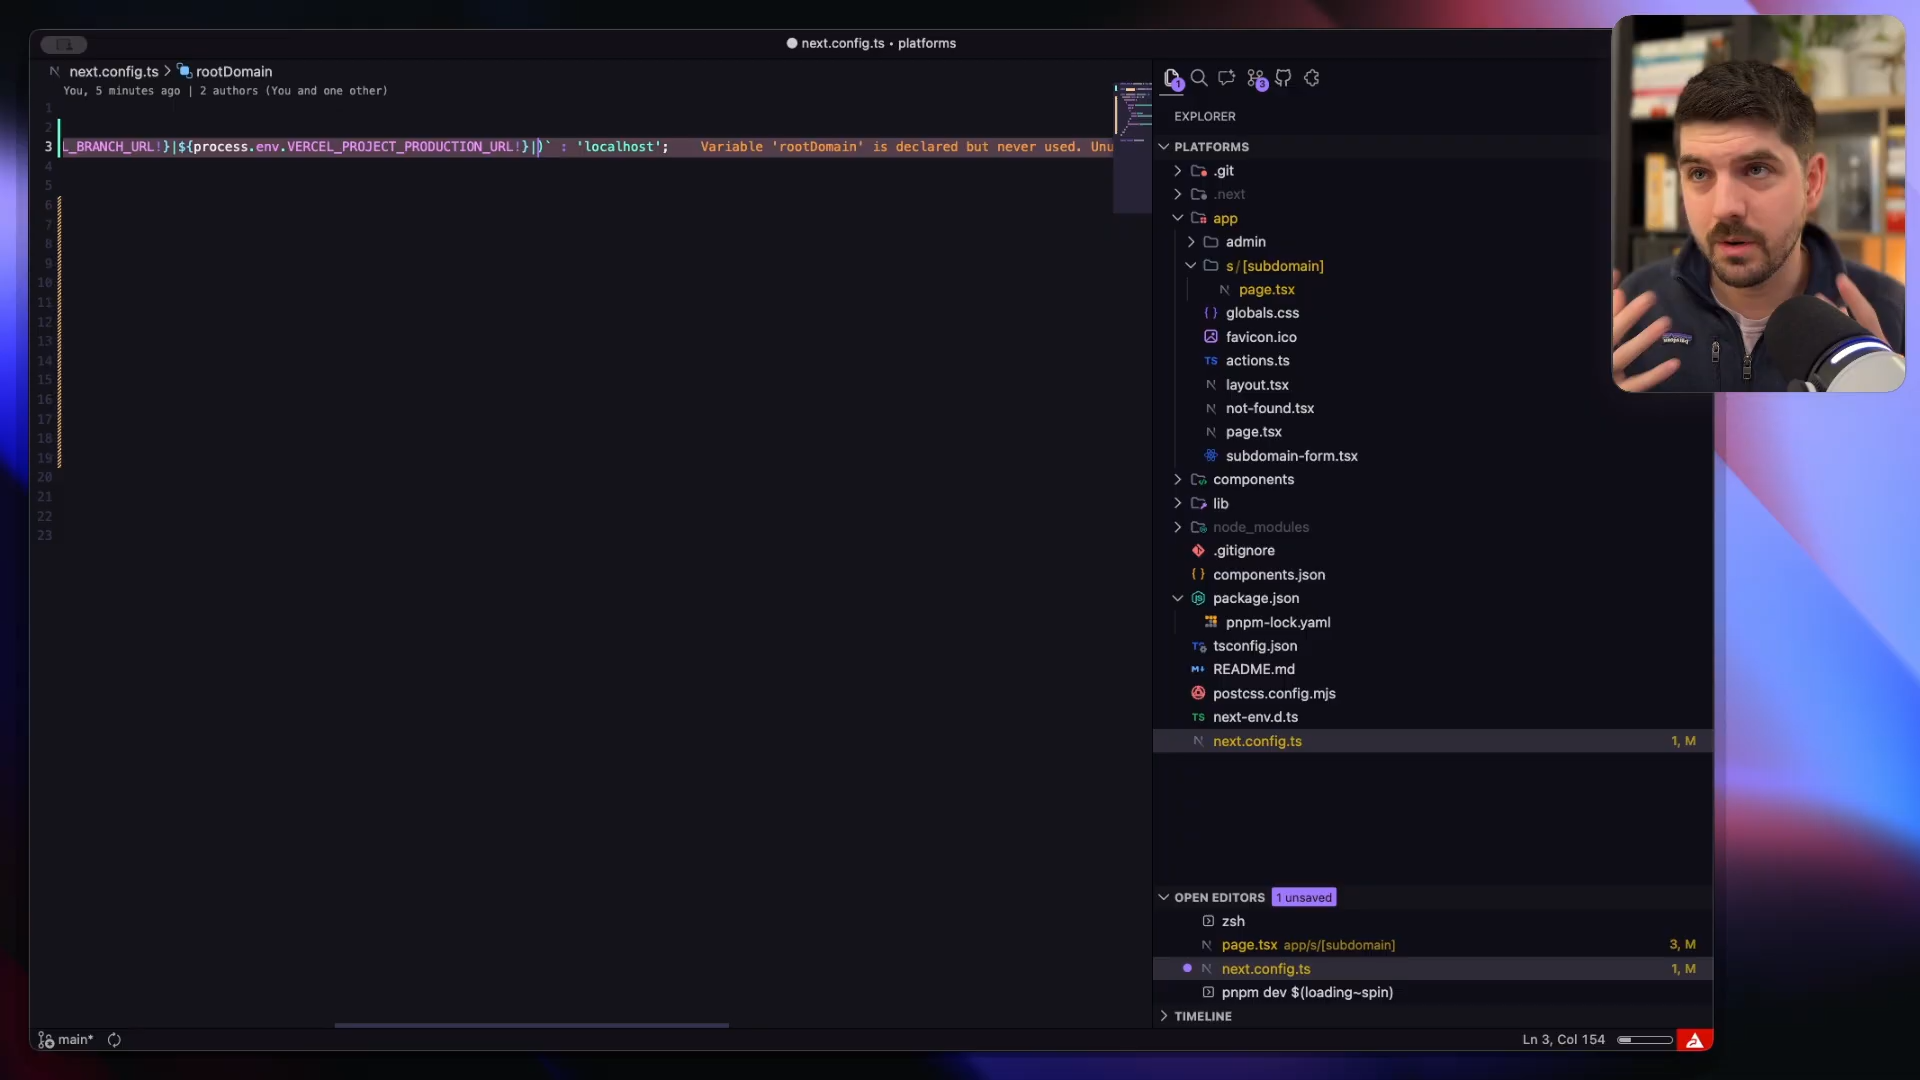 next.config.ts • platforms
next.config.ts > rootDomain
You, 5 minutes ago | 2 authors (You and one other)
1
2
3 L_BRANCH_URL!}|${process.env.VERCEL_PROJECT_PRODUCTION_URL!}|)` : 'localhost'; Variable 'rootDomain' is declared but never used. Unu
4
5
6
7
8
9
10
11
12
13
14
15
16
17
18
19
20
21
22
23
1
3
EXPLORER
PLATFORMS
.git
.next
app
admin
s/[subdomain]
page.tsx
globals.css
favicon.ico
TS actions.ts
layout.tsx
not-found.tsx
page.tsx
subdomain-form.tsx
components
lib
node_modules
.gitignore
components.json
package.json
pnpm-lock.yaml
tsconfig.json
README.md
postcss.config.mjs
TS next-env.d.ts
next.config.ts 1, M
OPEN EDITORS 1 unsaved
zsh
page.tsx app/s/[subdomain] 3, M
next.config.ts 1, M
pnpm dev $(loading~spin)
TIMELINE
main* Ln 3, Col 154